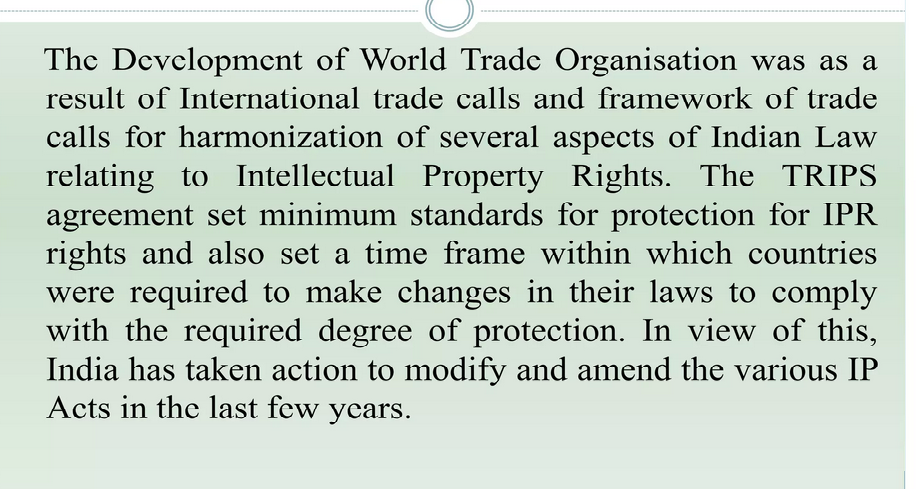 The Development of World Trade Organisation was as a
result of International trade calls and framework of trade
calls for harmonization of several aspects of Indian Law
relating to Intellectual Property Rights. The TRIPS
agreement set minimum standards for protection for IPR
rights and also set a time frame within which countries
were required to make changes in their laws to comply
with the required degree of protection. In view of this,
India has taken action to modify and amend the various IP
Acts in the last few years.